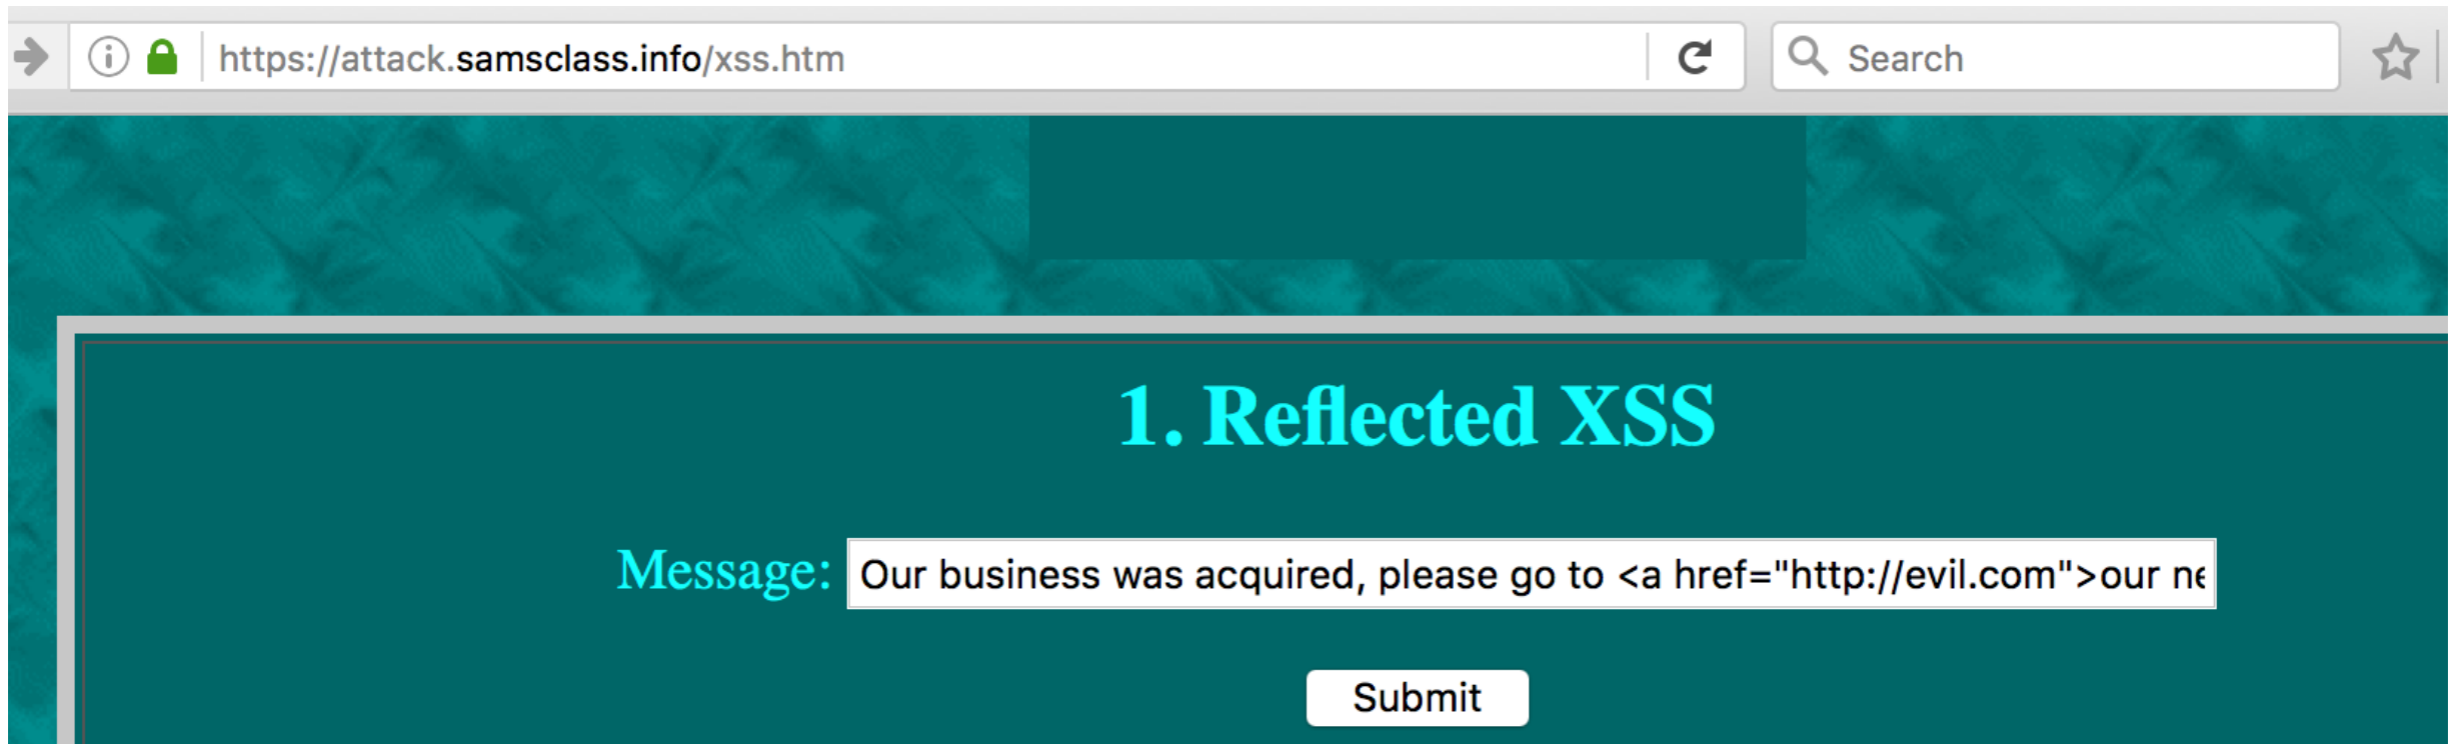 https://attack.samsclass.info/xss.htm
Search
1. Reflected XSS
Message: Our business was acquired, please go to <a href="http://evil.com">our ne
Submit